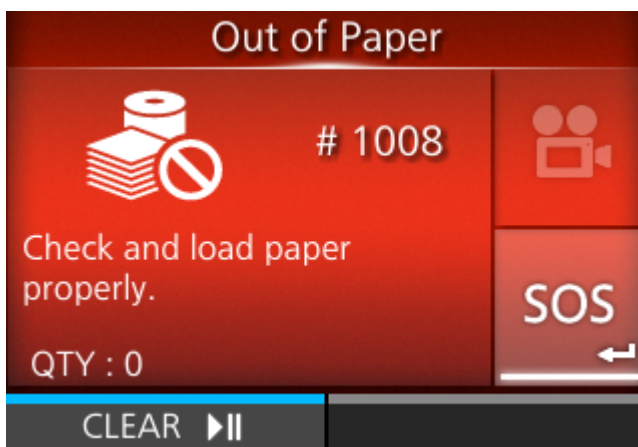 Out of Paper
# 1008
Check and load paper
properly.
SOS
QTY : 0
CLEAR